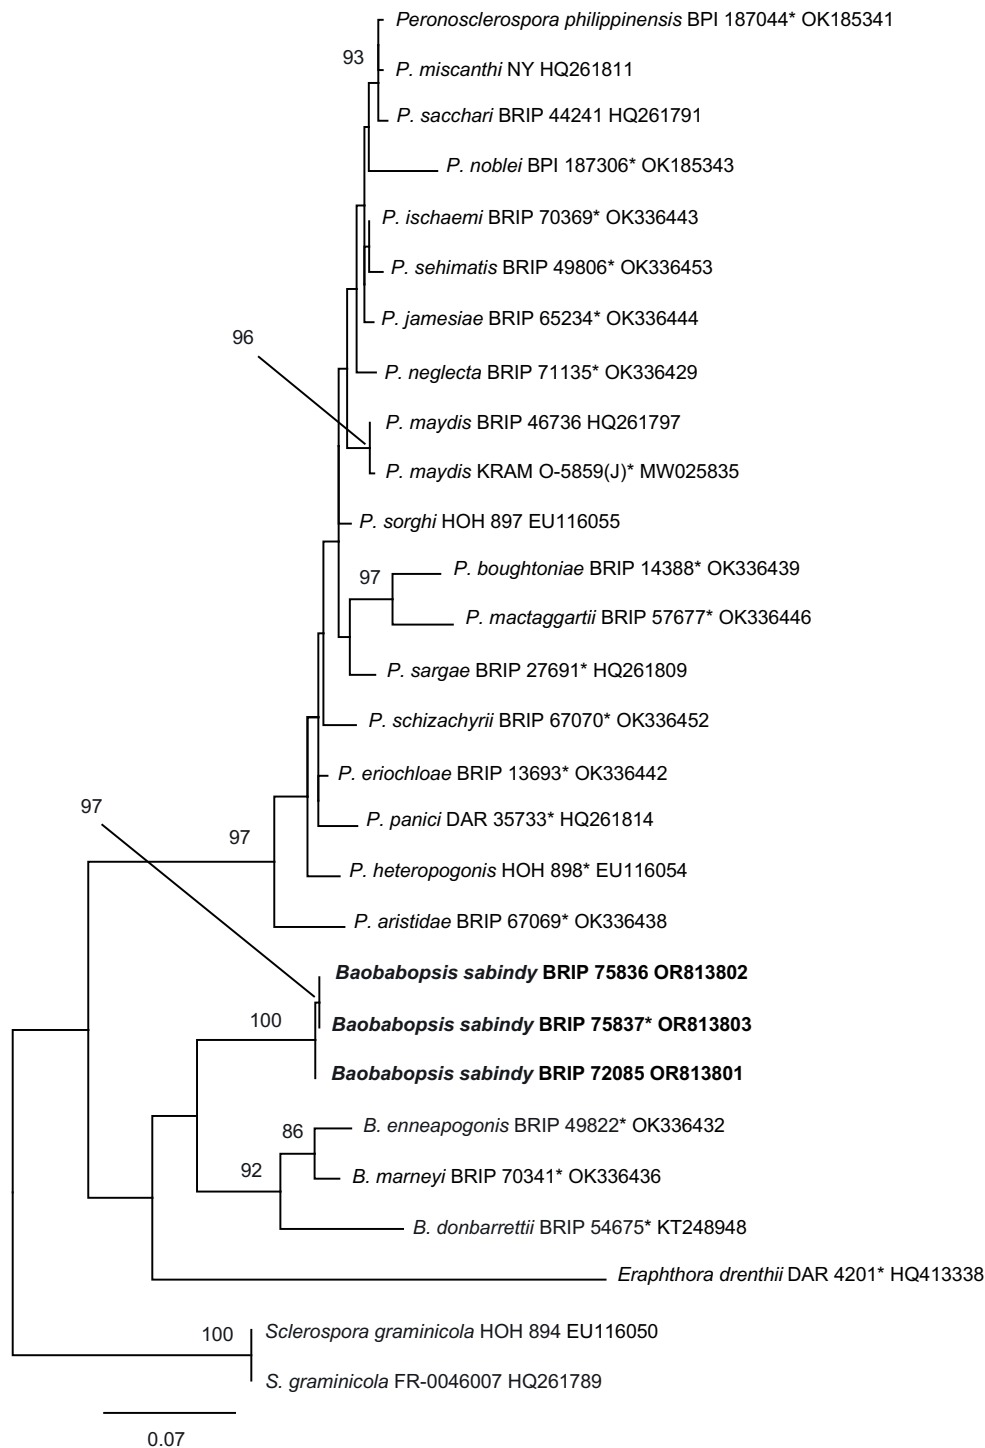 Peronosclerospora philippinensis BPI 187044* OK185341
93
P. miscanthi NY HQ261811
P. sacchari BRIP 44241 HQ261791
P. noblei BPI 187306* OK185343
P. ischaemi BRIP 70369* OK336443
P. sehimatis BRIP 49806* OK336453
P. jamesiae BRIP 65234* OK336444
96
P. neglecta BRIP 71135* OK336429
P. maydis BRIP 46736 HQ261797
P. maydis KRAM O-5859(J)* MW025835
P. sorghi HOH 897 EU116055
97
P. boughtoniae BRIP 14388* OK336439
P. mactaggartii BRIP 57677* OK336446
P. sargae BRIP 27691* HQ261809
P. schizachyrii BRIP 67070* OK336452
P. eriochloae BRIP 13693* OK336442
97
P. panici DAR 35733* HQ261814
97
P. heteropogonis HOH 898* EU116054
P. aristidae BRIP 67069* OK336438
Baobabopsis sabindy BRIP 75836 OR813802
100
Baobabopsis sabindy BRIP 75837* OR813803
Baobabopsis sabindy BRIP 72085 OR813801
B. enneapogonis BRIP 49822* OK336432
86
92
B. marneyi BRIP 70341* OK336436
B. donbarrettii BRIP 54675* KT248948
Eraphthora drenthii DAR 4201* HQ413338
100
Sclerospora graminicola HOH 894 EU116050
S. graminicola FR-0046007 HQ261789
0.07